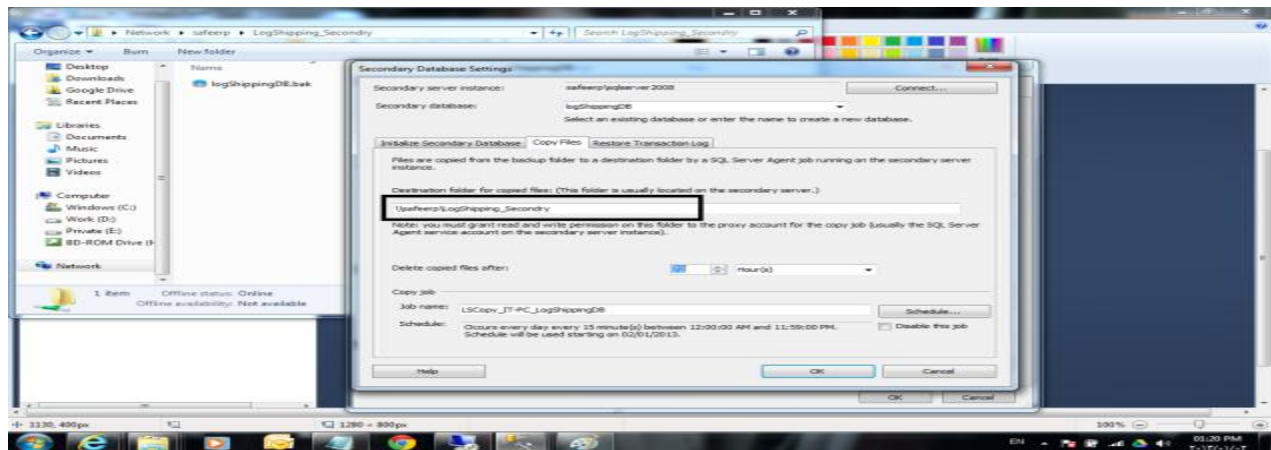 Network ▸ safeerp ▸ LogShipping_Secondry
Search LogShipping_Secondry
Organize
Burn
New folder
Desktop
Downloads
Google Drive
Recent Places
Libraries
Documents
Music
Pictures
Videos
Computer
Windows (C:)
Work (D:)
Private (E:)
BD-ROM Drive (H
Network
Name
logShippingDB.bak
1 item
Offline status: Online
Offline availability: Not available
Secondary Database Settings
Secondary server instance:
safeerp\sqlserver2008
Connect...
Secondary database:
logShippingDB
Select an existing database or enter the name to create a new database.
Initialize Secondary Database
Copy Files
Restore Transaction Log
Files are copied from the backup folder to a destination folder by a SQL Server Agent job running on the secondary server
instance.
Destination folder for copied files: (This folder is usually located on the secondary server.)
\\safeerp\LogShipping_Secondry
Note: you must grant read and write permission on this folder to the proxy account for the copy job (usually the SQL Server
Agent service account on the secondary server instance).
Delete copied files after:
72
Hour(s)
Copy job
Job name:
LSCopy_IT-PC_LogShippingDB
Schedule...
Schedule:
Occurs every day every 15 minute(s) between 12:00:00 AM and 11:59:00 PM.
Schedule will be used starting on 02/01/2013.
Disable this job
Help
OK
Cancel
OK
Cancel
1130, 400px
1280 × 800px
100%
EN
01:20 PM